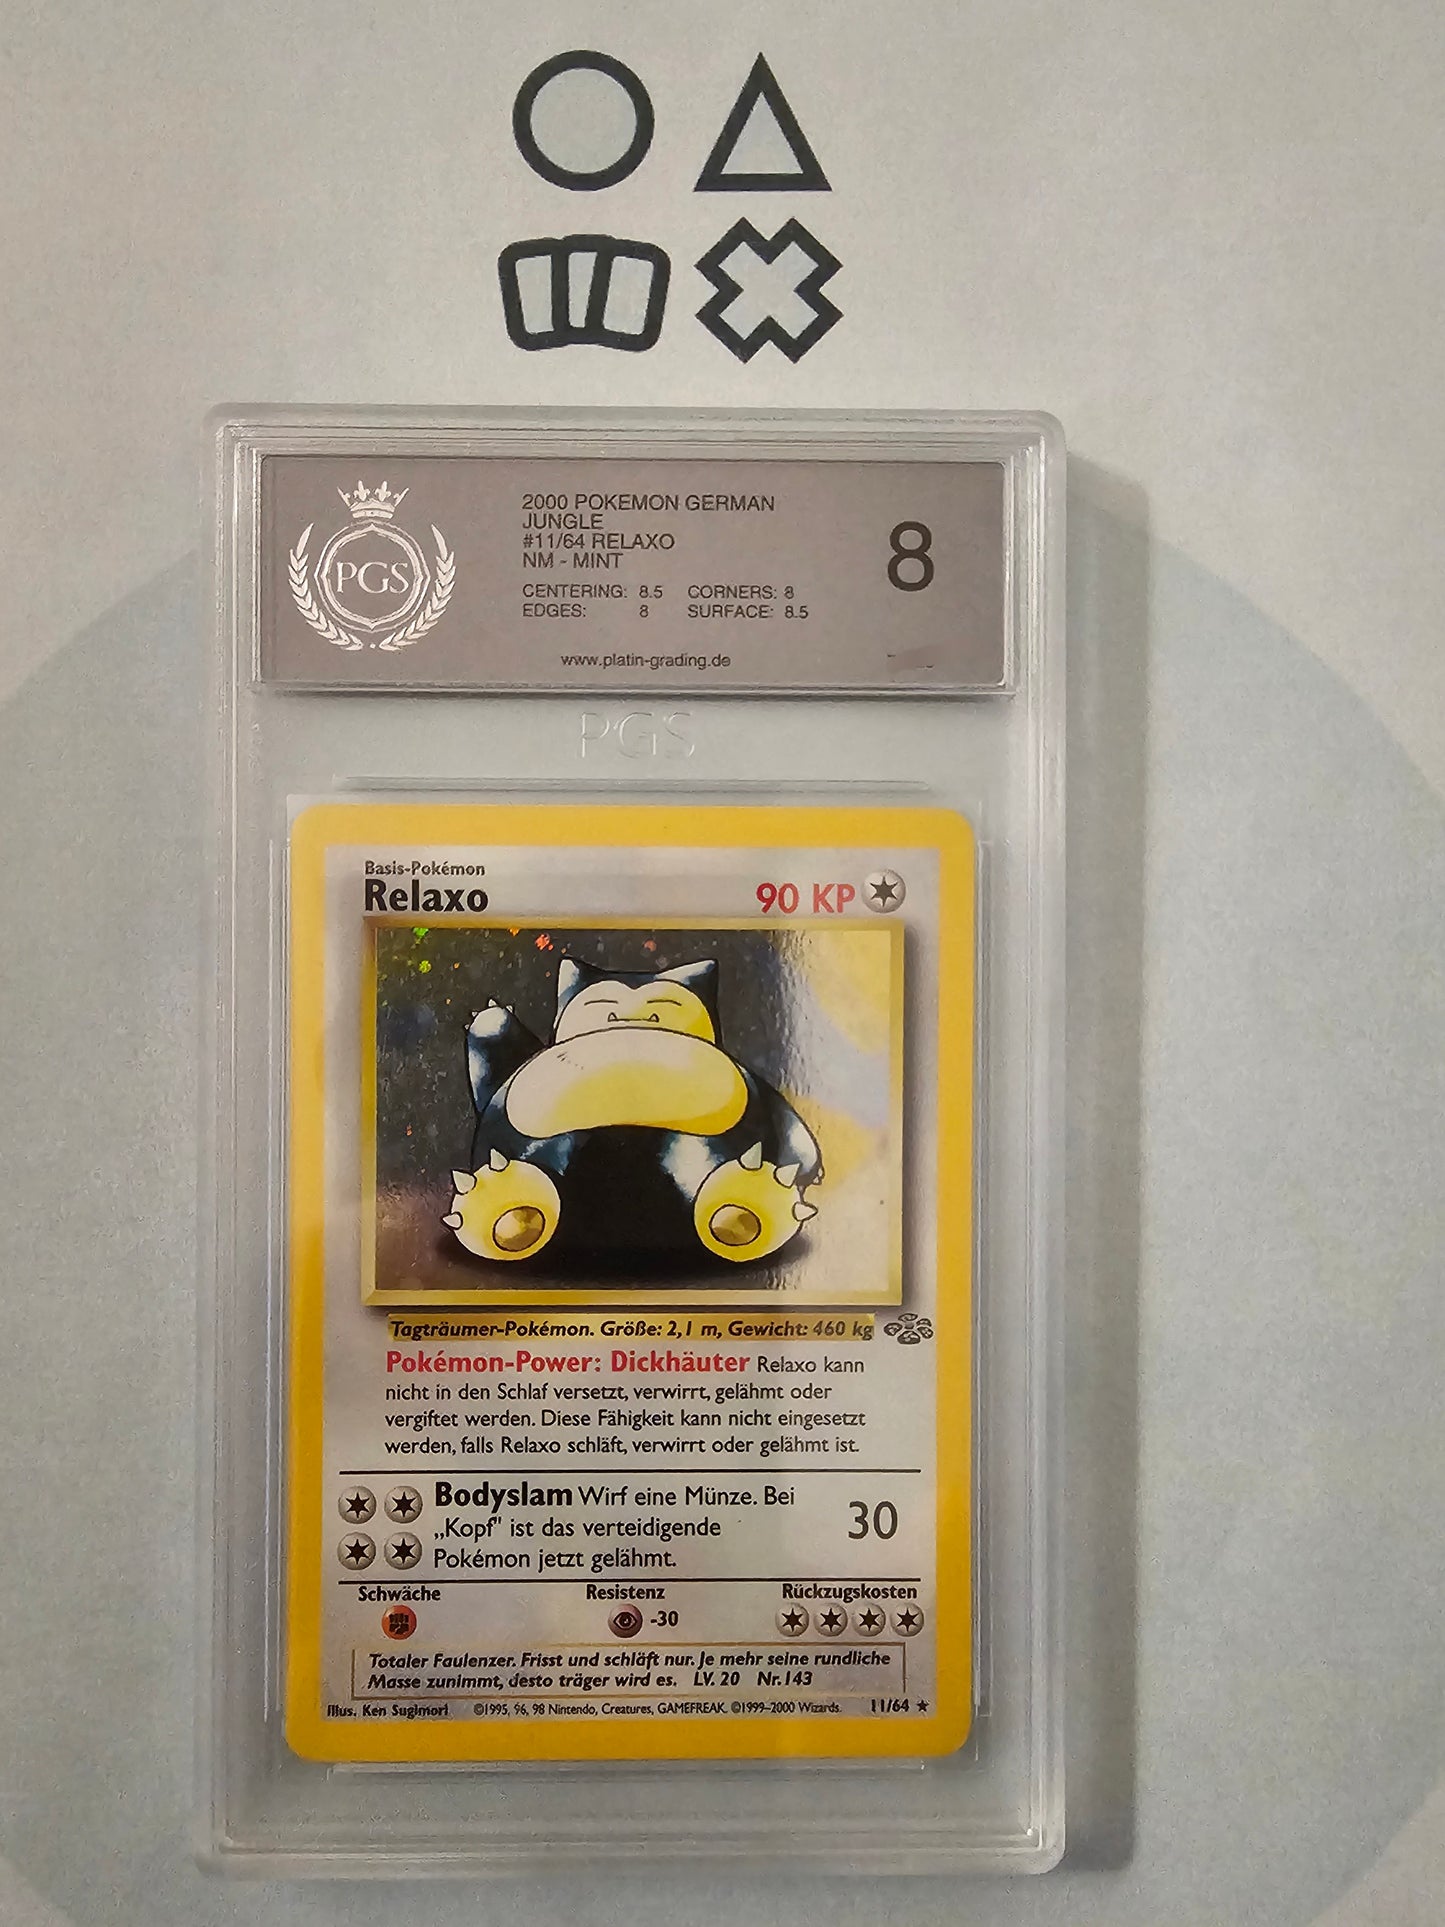 PGS
2000 POKEMON GERMAN
JUNGLE
#11/64 RELAXO
NM - MINT
CENTERING: 8.5 CORNERS: 8
EDGES: 8 SURFACE: 8.5
8
www.platin-grading.de
PGS
Basis-Pokémon
Relaxo
90 KP
Tagträumer-Pokémon. Größe: 2,1 m, Gewicht: 460 kg
Pokémon-Power: Dickhäuter Relaxo kann
nicht in den Schlaf versetzt, verwirrt, gelähmt oder
vergiftet werden. Diese Fähigkeit kann nicht eingesetzt
werden, falls Relaxo schläft, verwirrt oder gelähmt ist.
Bodyslam Wirf eine Münze. Bei
„Kopf" ist das verteidigende
Pokémon jetzt gelähmt.
30
Schwäche Resistenz Rückzugskosten
-30
Totaler Faulenzer. Frisst und schläft nur. Je mehr seine rundliche
Masse zunimmt, desto träger wird es. LV. 20 Nr. 143
Illus. Ken Sugimori ©1995, 96, 98 Nintendo, Creatures, GAMEFREAK. ©1999-2000 Wizards. 11/64 ★